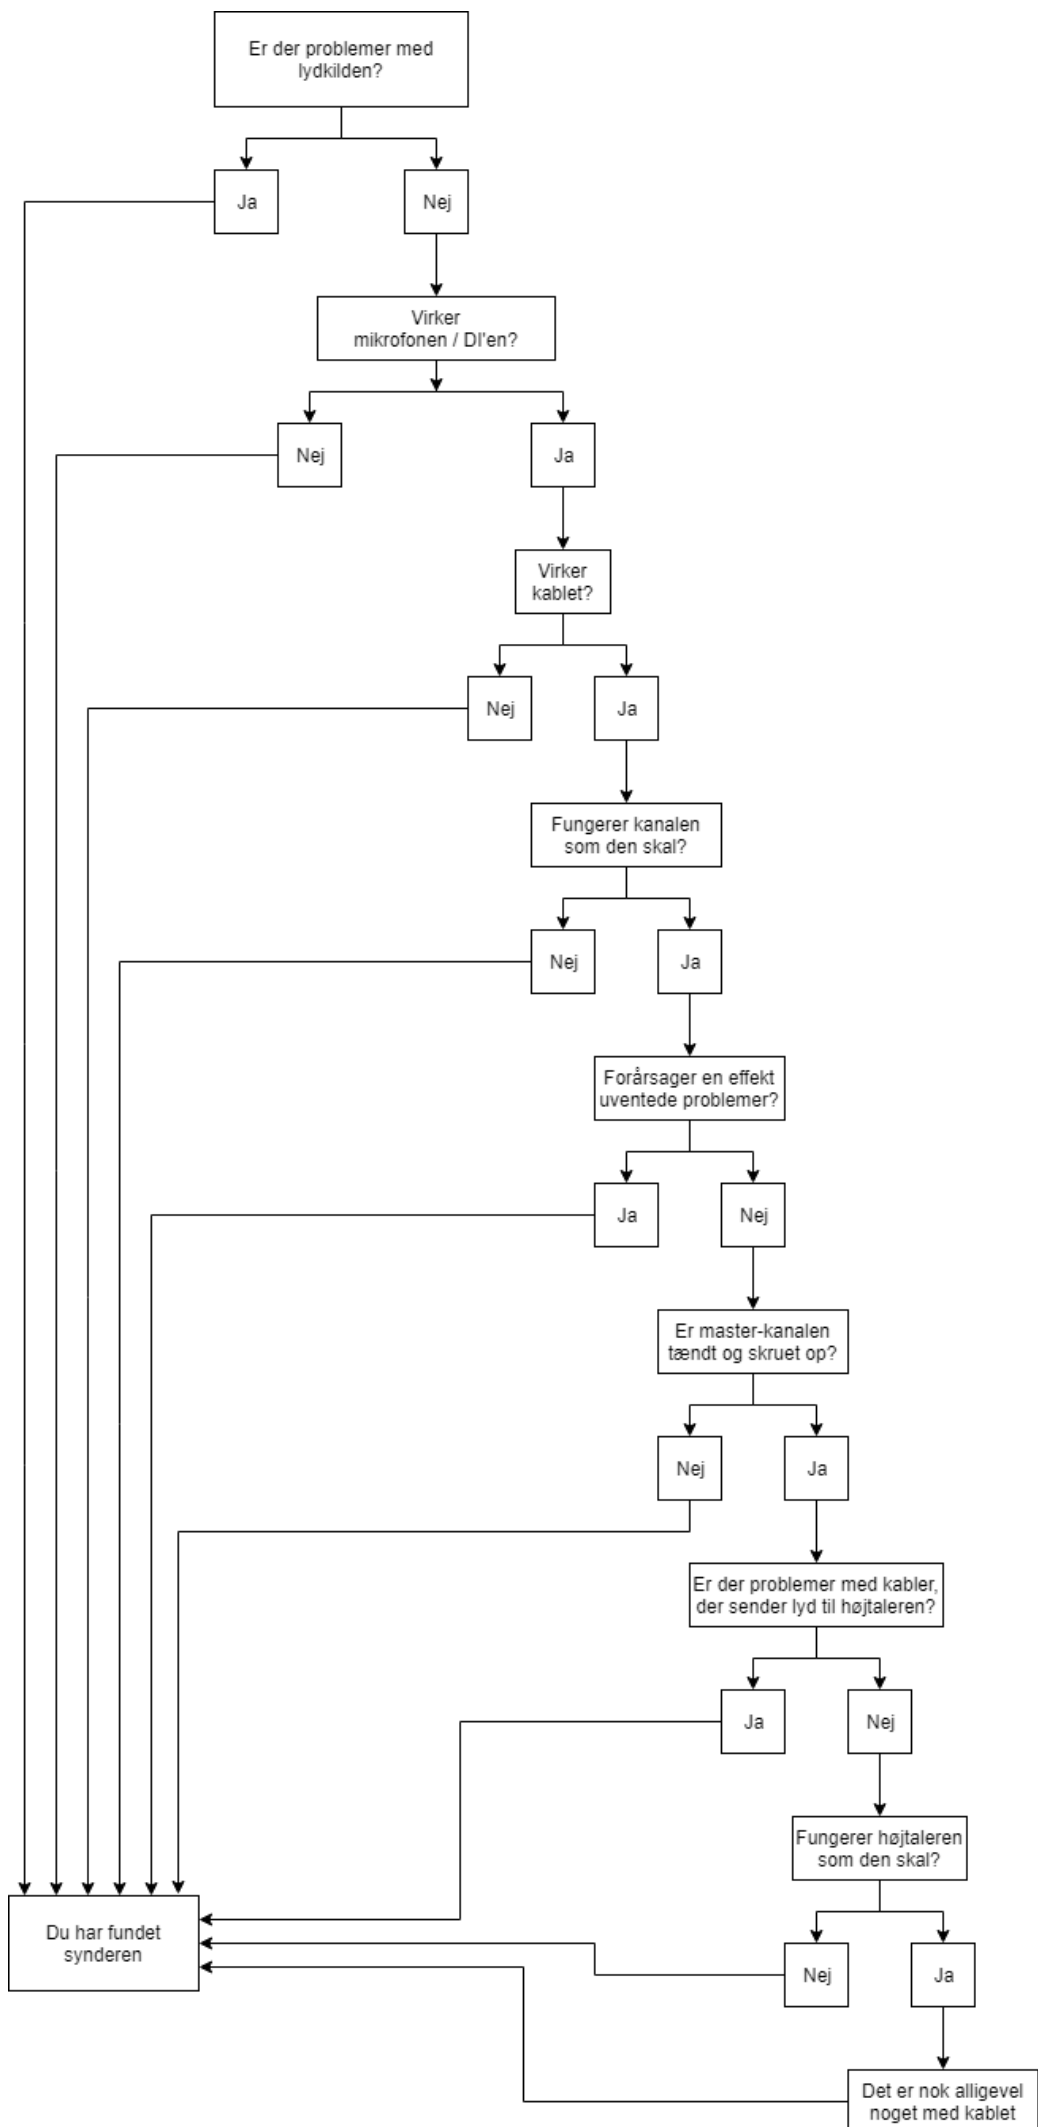 Er der problemer med
lydkilden?
Ja
Nej
Virker
mikrofonen / DI'en?
Nej
Ja
Virker
kablet?
Nej
Ja
Fungerer kanalen
som den skal?
Nej
Ja
Forårsager en effekt
uventede problemer?
Ja
Nej
Er master-kanalen
tændt og skruet op?
Nej
Ja
Er der problemer med kabler,
der sender lyd til højtaleren?
Ja
Nej
Fungerer højtaleren
som den skal?
Du har fundet
synderen
Nej
Ja
Det er nok alligevel
noget med kablet